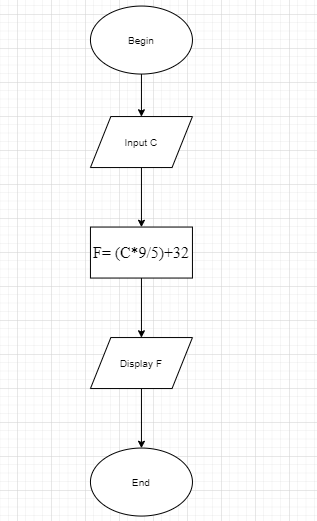 Begin
Input C
F= (C*9/5)+32
Display F
End